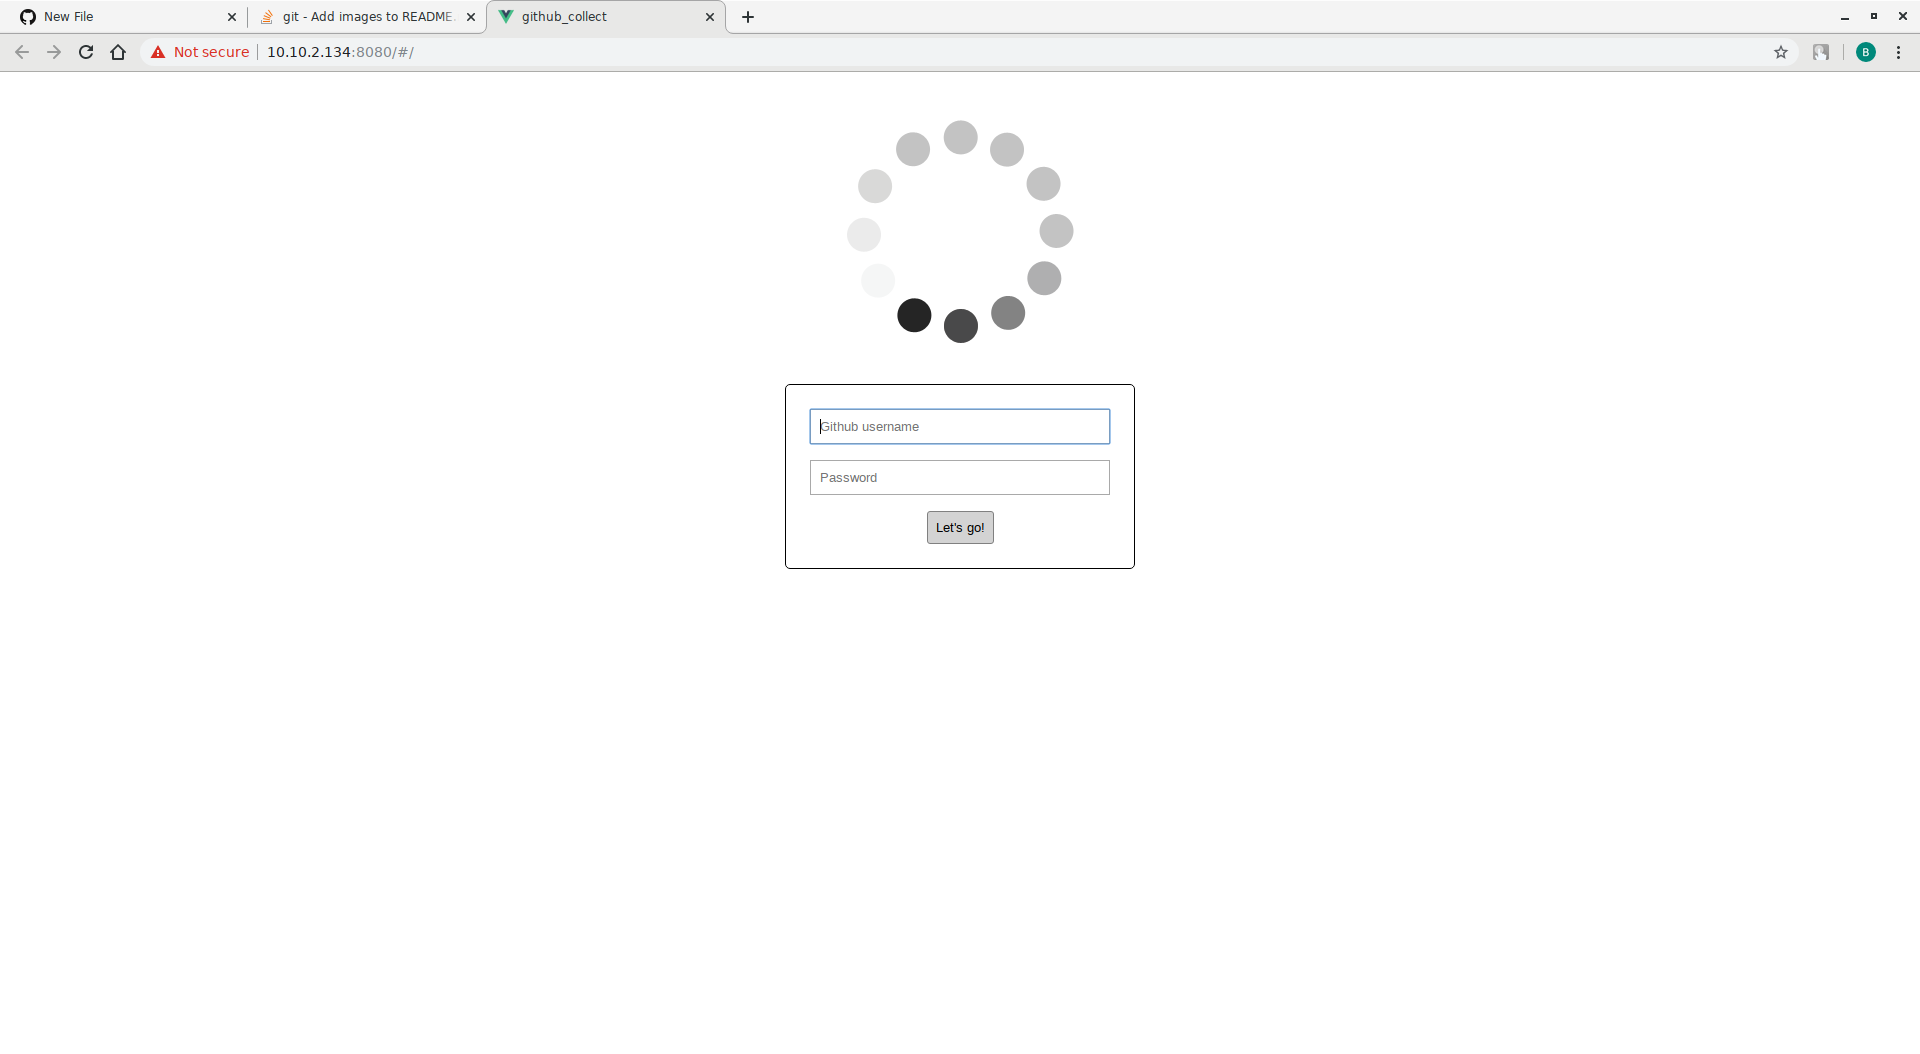 New File
git - Add images to README.
github_collect
Not secure
10.10.2.134:8080/#/
B
Github username
Password
Let's go!